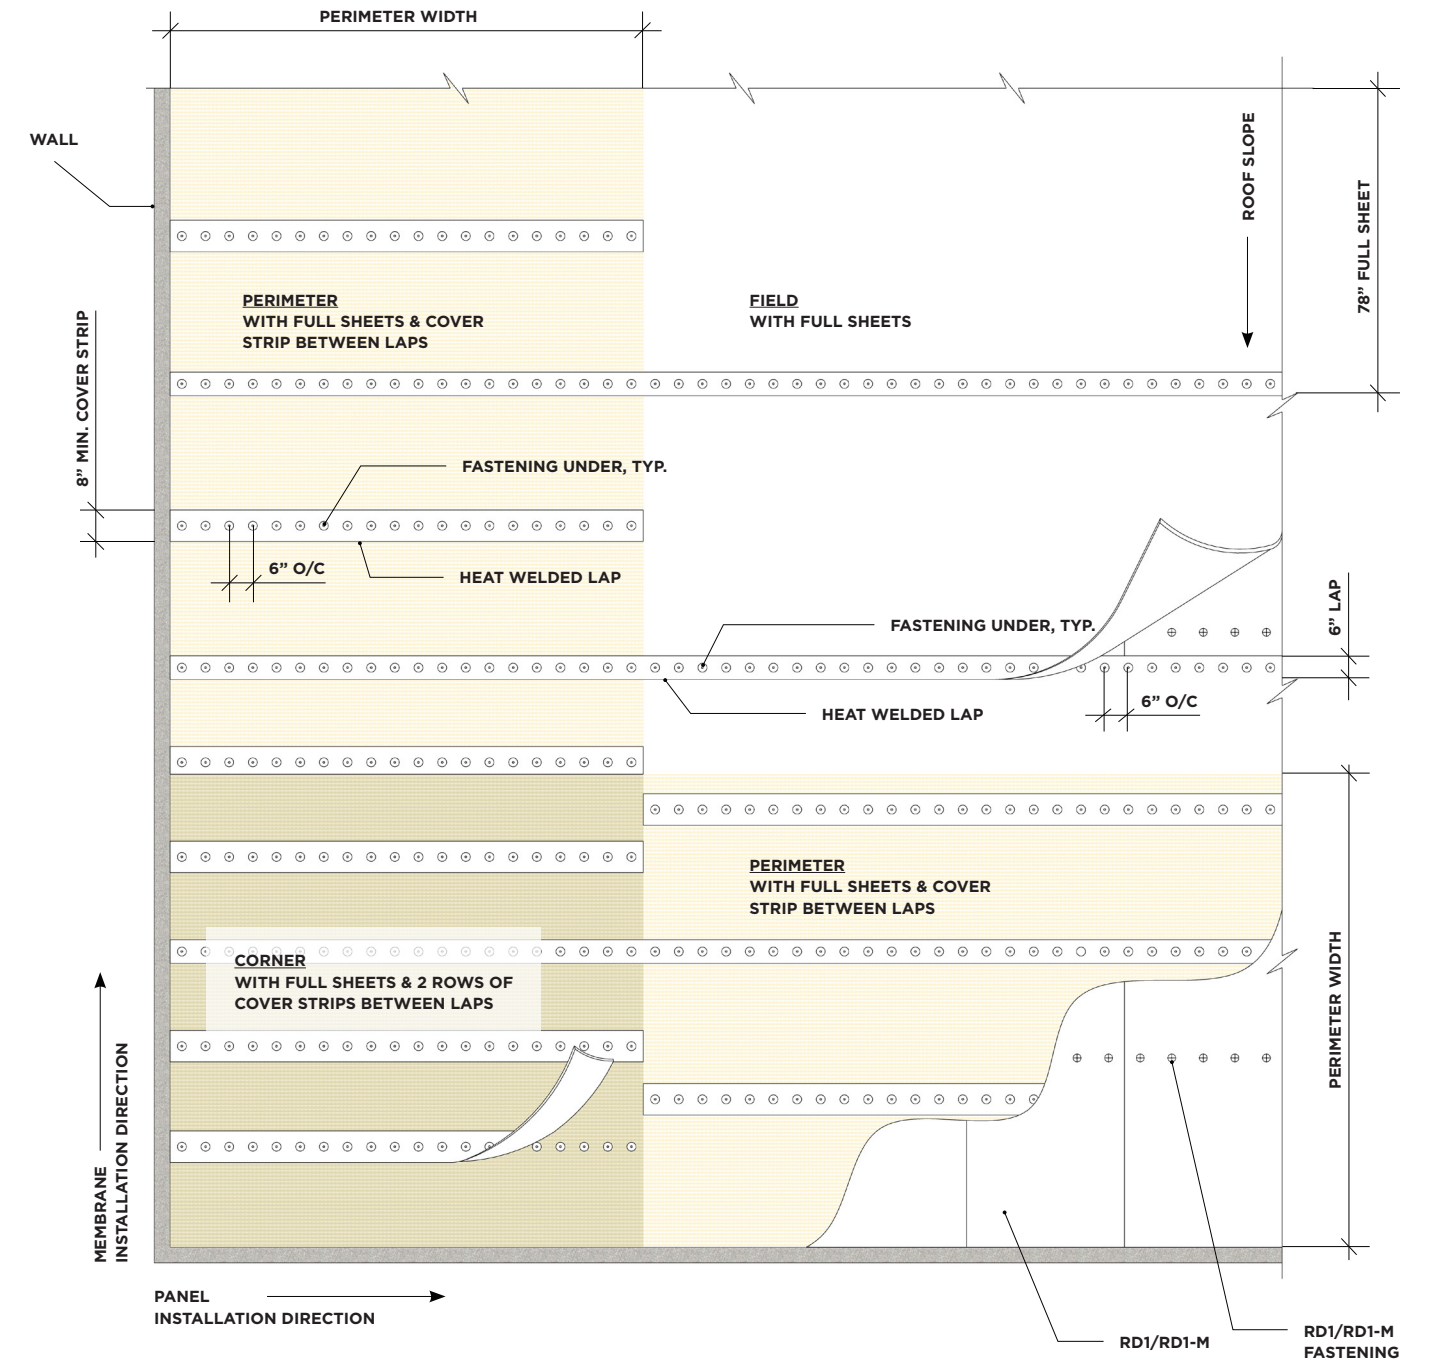 PERIMETER WIDTH
WALL
ROOF SLOPE
78” FULL SHEET
PERIMETER
WITH FULL SHEETS & COVER
STRIP BETWEEN LAPS
FIELD
WITH FULL SHEETS
8” MIN. COVER STRIP
FASTENING UNDER, TYP.
6” O/C
HEAT WELDED LAP
FASTENING UNDER, TYP.
6” LAP
6” O/C
HEAT WELDED LAP
PERIMETER
WITH FULL SHEETS & COVER
STRIP BETWEEN LAPS
CORNER
WITH FULL SHEETS & 2 ROWS OF
COVER STRIPS BETWEEN LAPS
PERIMETER WIDTH
MEMBRANE
INSTALLATION DIRECTION
PANEL
INSTALLATION DIRECTION
RD1/RD1-M
RD1/RD1-M
FASTENING